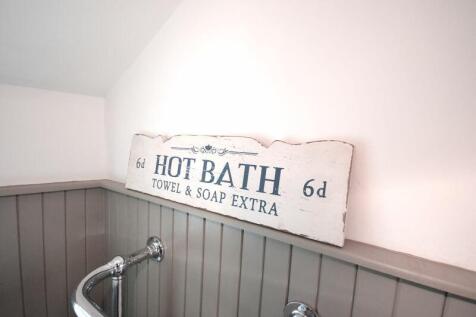 6d HOT BATH 6d
TOWEL & SOAP EXTRA